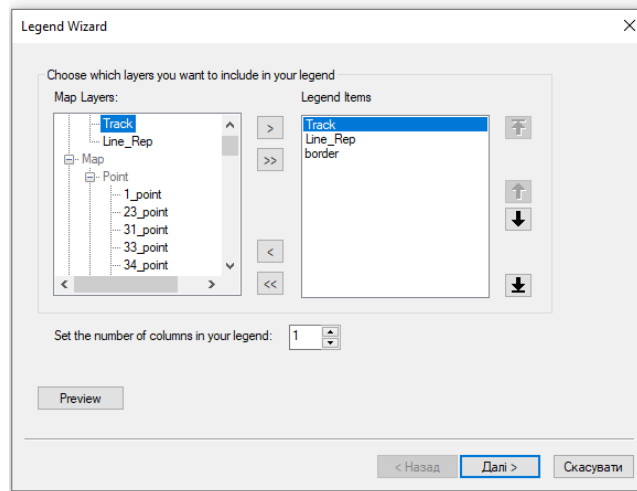 Legend Wizard
Choose which layers you want to include in your legend
Map Layers:
Legend Items
Track
Line_Rep
Map
Point
1_point
23_point
31_point
33_point
34_point
>
>>
<
<<
Track
Line_Rep
border
Set the number of columns in your legend:
1
Preview
< Назад
Далі >
Скасувати